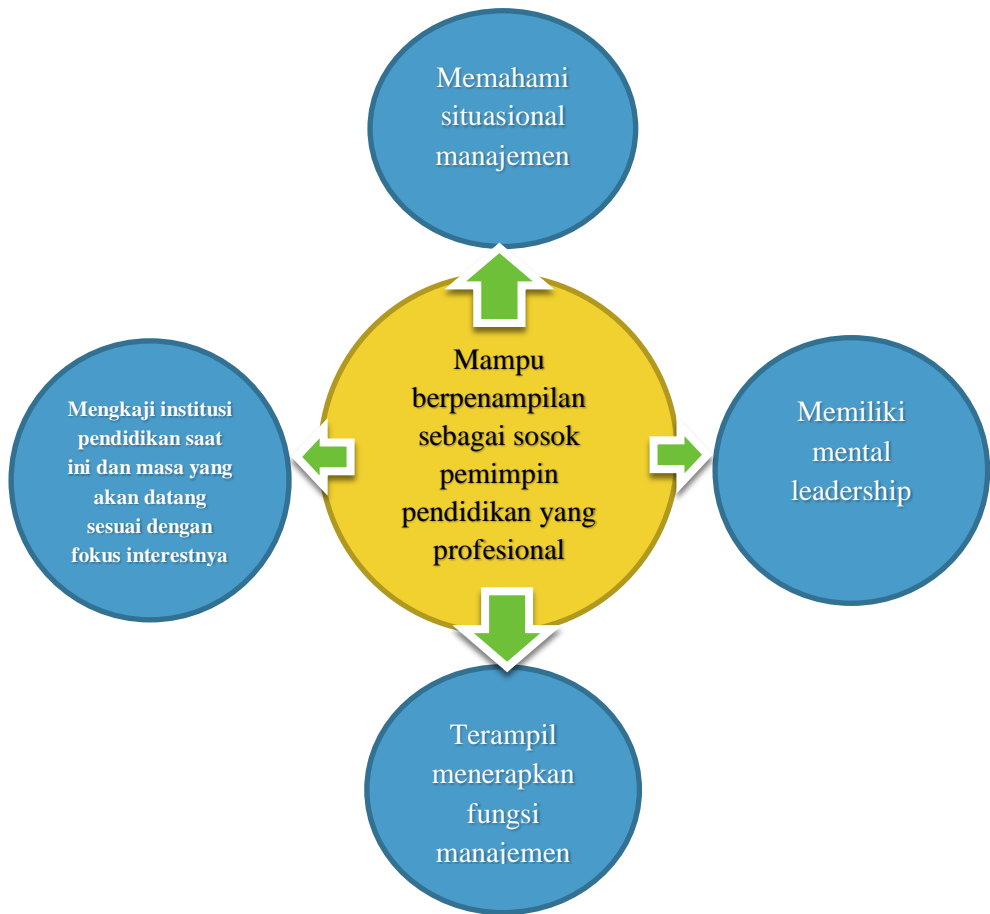 Memahami
situasional
manajemen
Mengkaji institusi
pendidikan saat
ini dan masa yang
akan datang
sesuai dengan
fokus interestnya
Mampu
berpenampilan
sebagai sosok
pemimpin
pendidikan yang
profesional
Memiliki
mental
leadership
Terampil
menerapkan
fungsi
manajemen